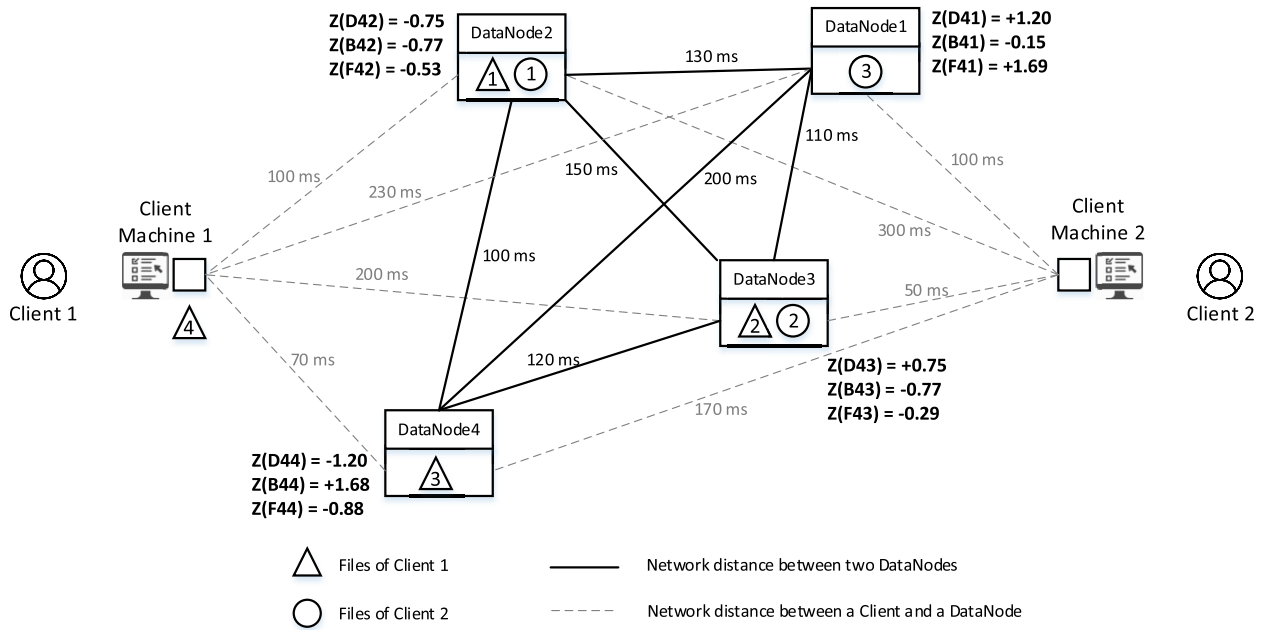 Z(D42) = -0.75
Z(B42) = -0.77
Z(F42) = -0.53
DataNode2
1
1
130 ms
DataNode1
3
Z(D41) = +1.20
Z(B41) = -0.15
Z(F41) = +1.69
110 ms
150 ms
200 ms
100 ms
100 ms
230 ms
300 ms
Client
Machine 1
Client 1
4
200 ms
100 ms
DataNode3
2
2
50 ms
Client
Machine 2
Client 2
70 ms
120 ms
170 ms
Z(D43) = +0.75
Z(B43) = -0.77
Z(F43) = -0.29
DataNode4
3
Z(D44) = -1.20
Z(B44) = +1.68
Z(F44) = -0.88
Files of Client 1
Network distance between two DataNodes
Files of Client 2
Network distance between a Client and a DataNode